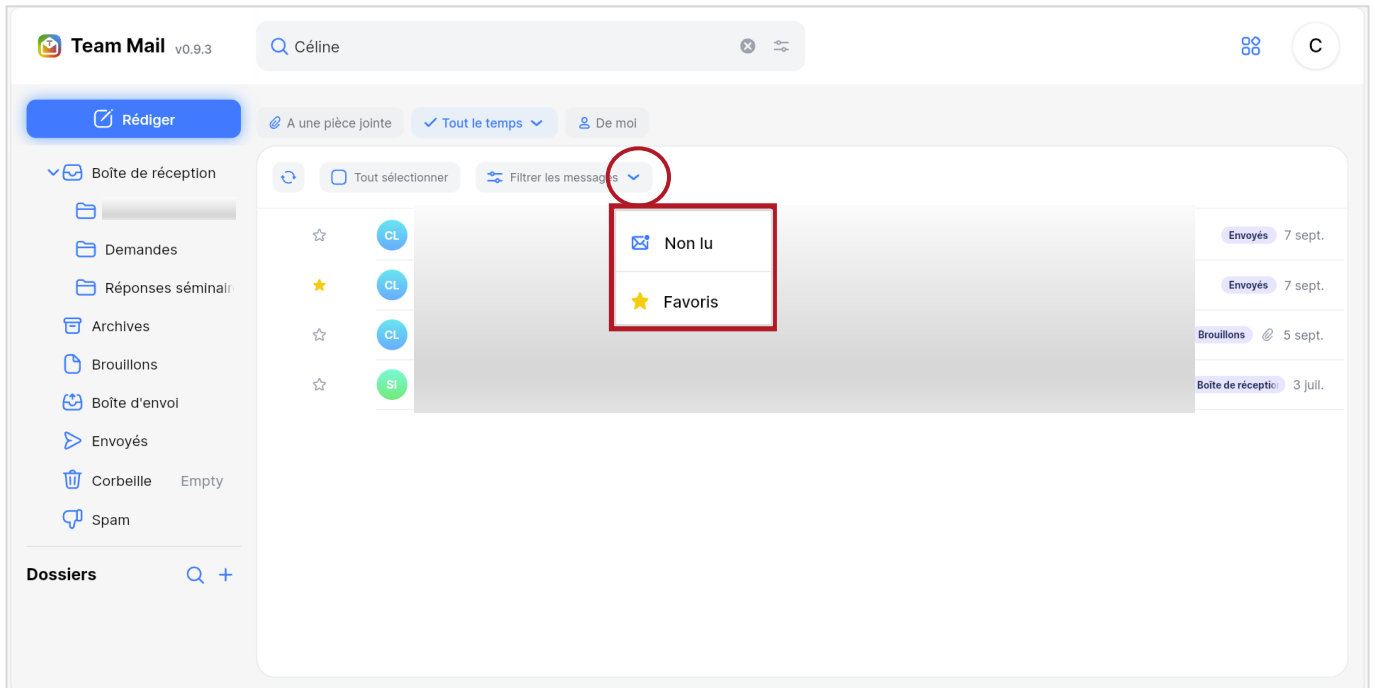 Team Mail v0.9.3
Céline
C
Rédiger
A une pièce jointe
Tout le temps
De moi
Boîte de réception
Demandes
Réponses séminair
Archives
Brouillons
Boîte d'envoi
Envoyés
Corbeille Empty
Spam
Dossiers
Tout sélectionner
Filtrer les messages
Non lu
Favoris
CL Envoyés 7 sept.
CL Envoyés 7 sept.
CL Brouillons 5 sept.
SI Boîte de réception 3 juil.